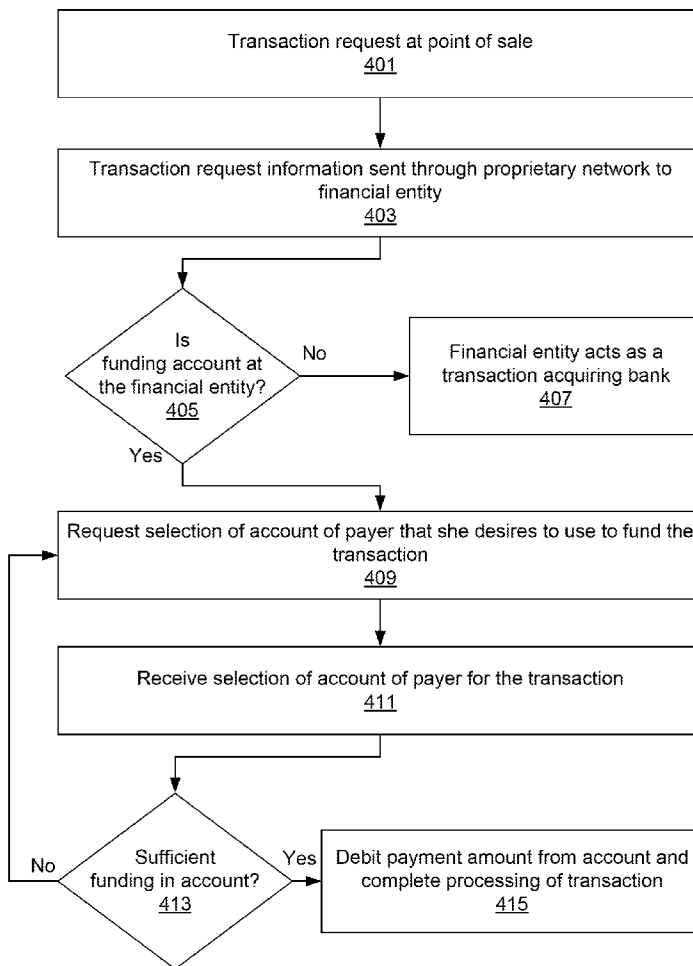 Transaction request at point of sale
401
Transaction request information sent through proprietary network to
financial entity
403
Is
funding account at
the financial entity?
405
No
Financial entity acts as a
transaction acquiring bank
407
Yes
Request selection of account of payer that she desires to use to fund the
transaction
409
Receive selection of account of payer for the transaction
411
No
Sufficient
funding in account?
413
Yes
Debit payment amount from account and
complete processing of transaction
415